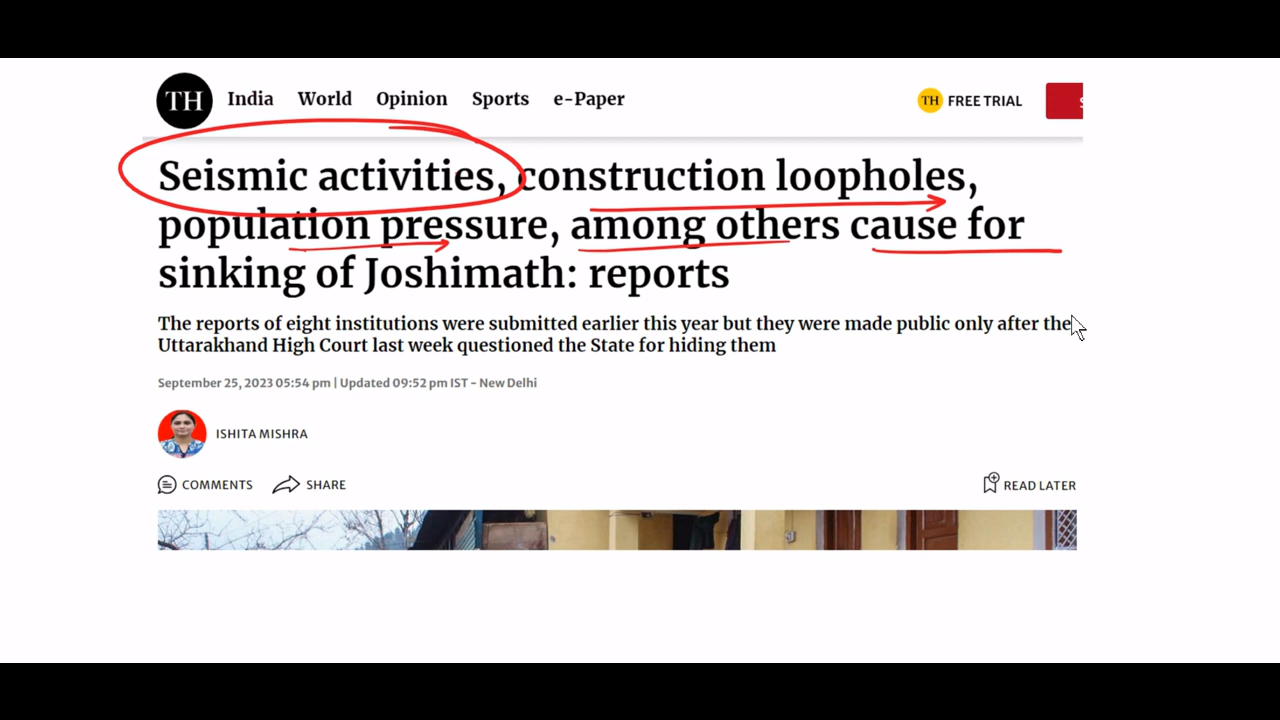 TH India World Opinion Sports e-Paper TH FREE TRIAL
Seismic activities, construction loopholes,
population pressure, among others cause for
sinking of Joshimath: reports
The reports of eight institutions were submitted earlier this year but they were made public only after the
Uttarakhand High Court last week questioned the State for hiding them
September 25, 2023 05:54 pm | Updated 09:52 pm IST - New Delhi
ISHITA MISHRA
COMMENTS SHARE READ LATER